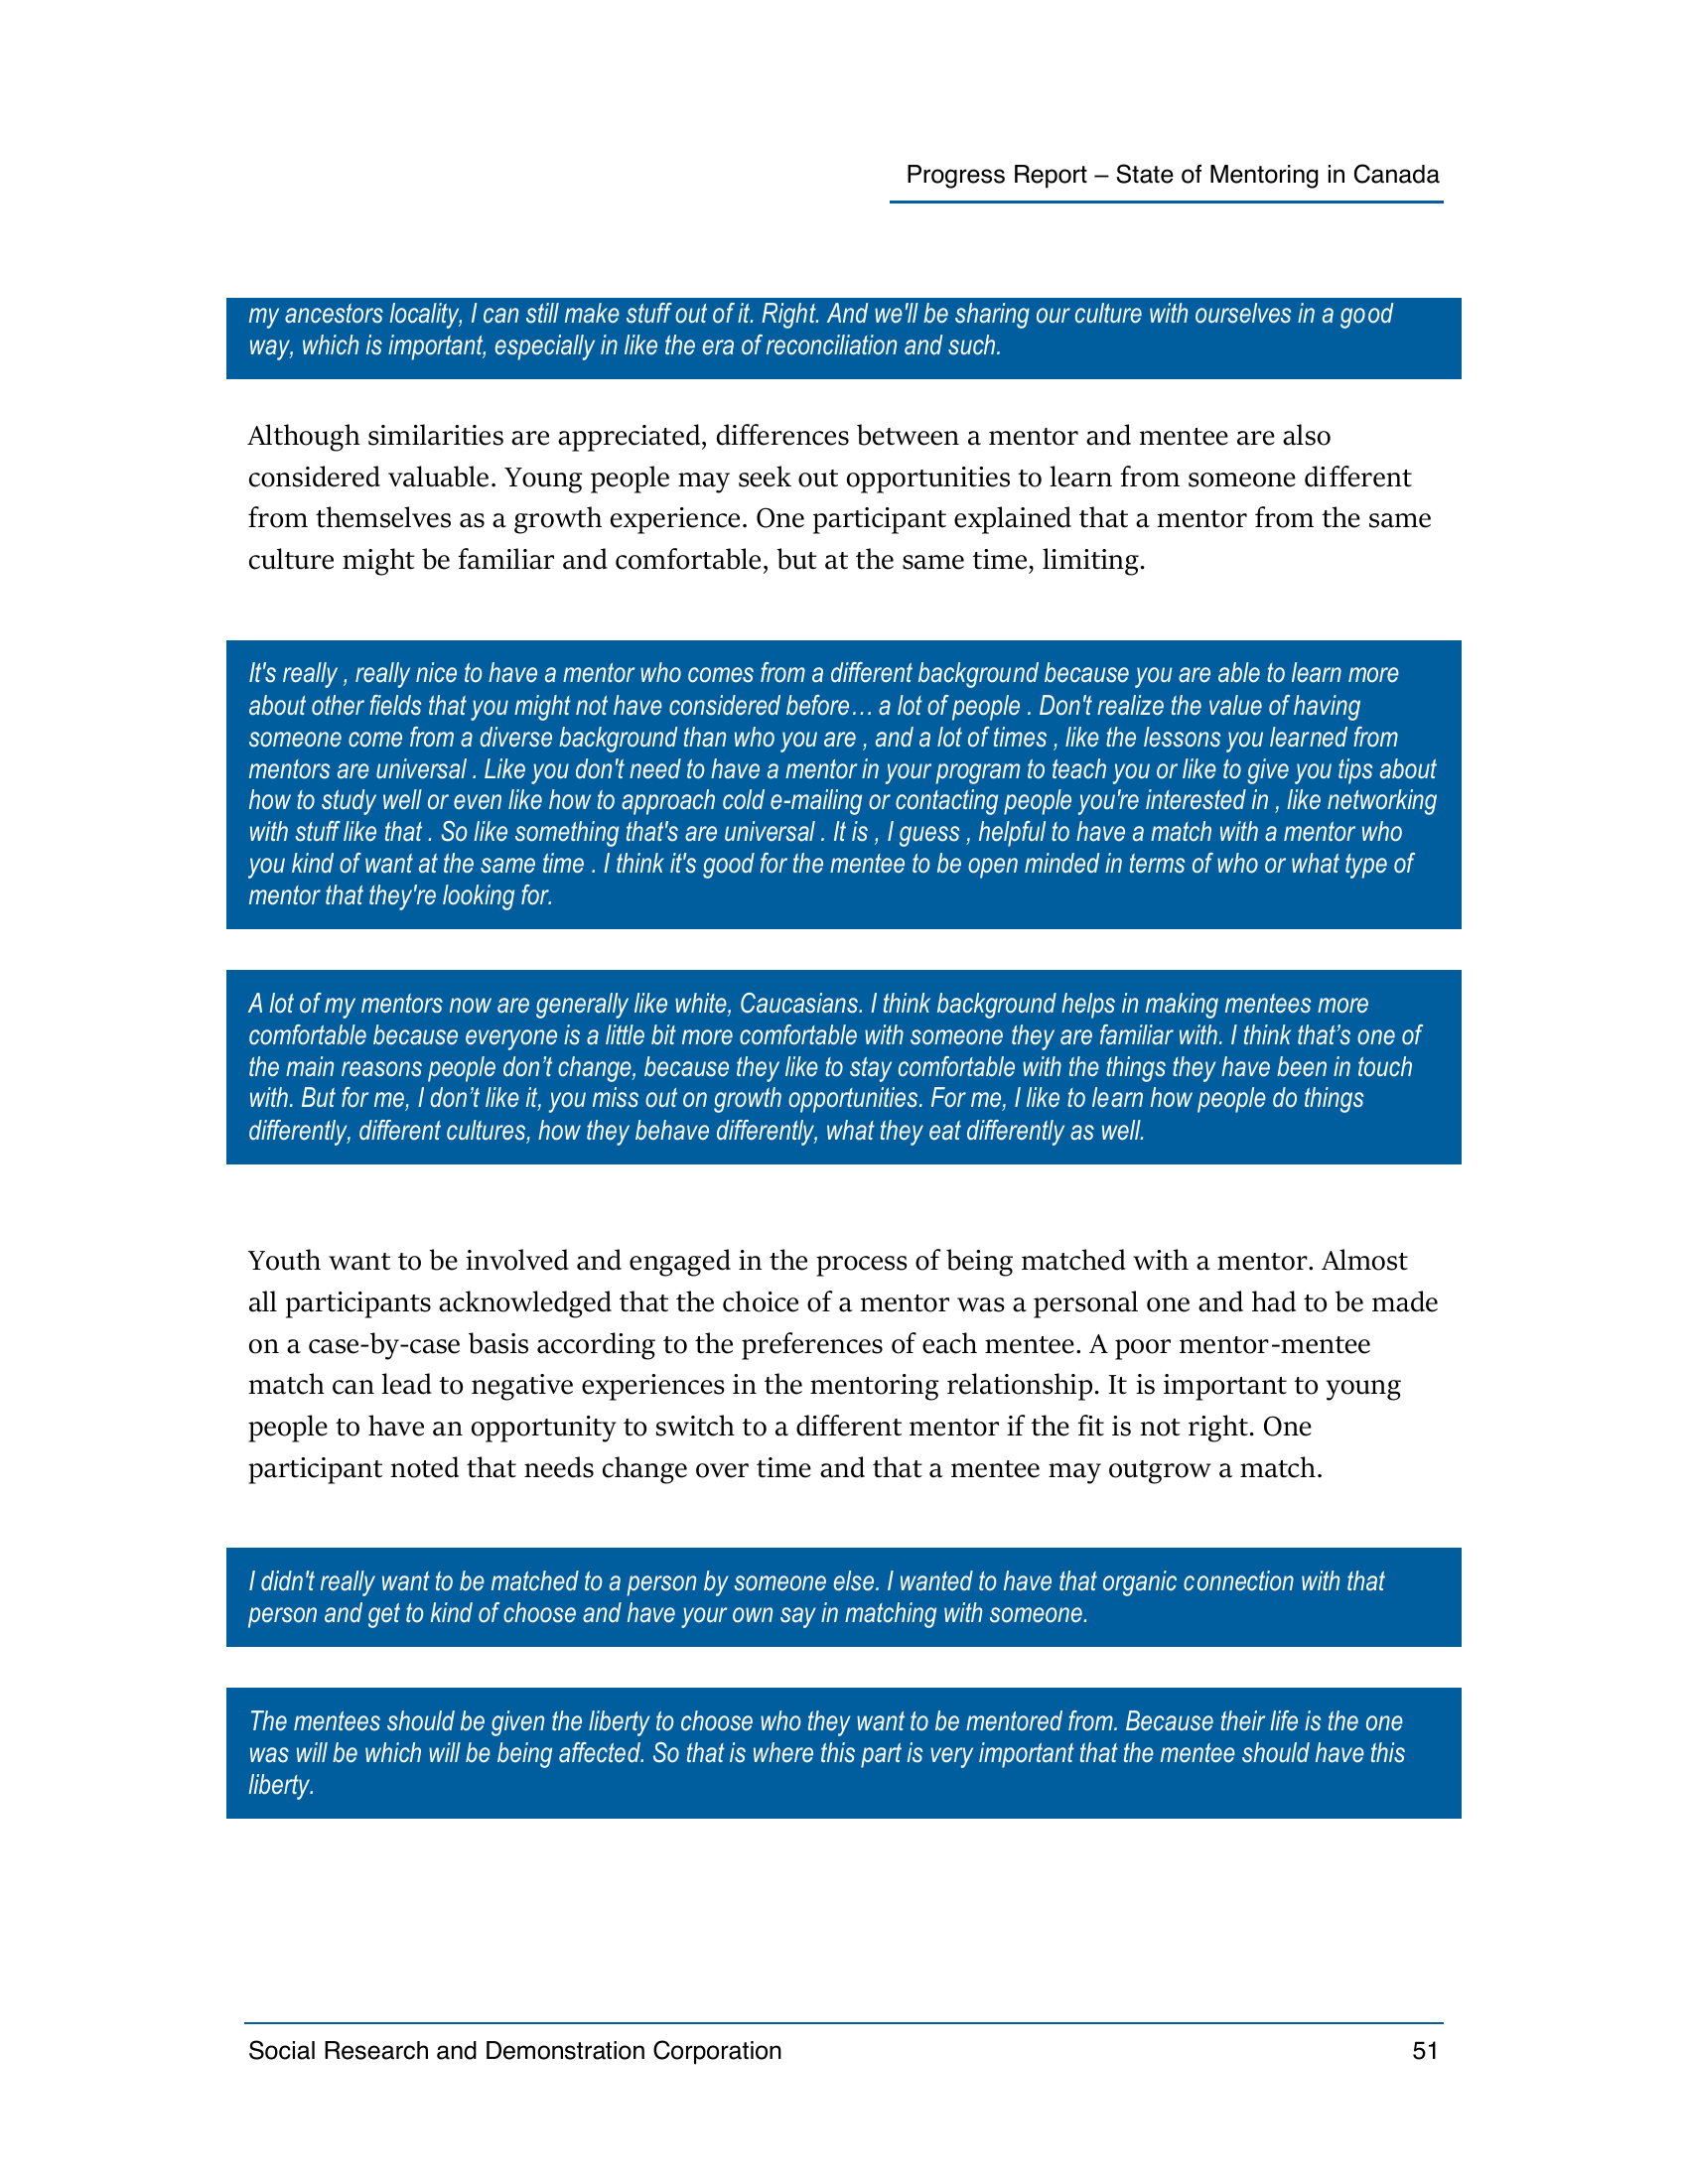 Progress Report – State of Mentoring in Canada
my ancestors locality, I can still make stuff out of it. Right. And we'll be sharing our culture with ourselves in a good
way, which is important, especially in like the era of reconciliation and such.
Although similarities are appreciated, differences between a mentor and mentee are also
considered valuable. Young people may seek out opportunities to learn from someone different
from themselves as a growth experience. One participant explained that a mentor from the same
culture might be familiar and comfortable, but at the same time, limiting.
It's really , really nice to have a mentor who comes from a different background because you are able to learn more
about other fields that you might not have considered before… a lot of people . Don't realize the value of having
someone come from a diverse background than who you are , and a lot of times , like the lessons you learned from
mentors are universal . Like you don't need to have a mentor in your program to teach you or like to give you tips about
how to study well or even like how to approach cold e-mailing or contacting people you're interested in , like networking
with stuff like that . So like something that's are universal . It is , I guess , helpful to have a match with a mentor who
you kind of want at the same time . I think it's good for the mentee to be open minded in terms of who or what type of
mentor that they're looking for.
A lot of my mentors now are generally like white, Caucasians. I think background helps in making mentees more
comfortable because everyone is a little bit more comfortable with someone they are familiar with. I think that’s one of
the main reasons people don’t change, because they like to stay comfortable with the things they have been in touch
with. But for me, I don’t like it, you miss out on growth opportunities. For me, I like to learn how people do things
differently, different cultures, how they behave differently, what they eat differently as well.
Youth want to be involved and engaged in the process of being matched with a mentor. Almost
all participants acknowledged that the choice of a mentor was a personal one and had to be made
on a case-by-case basis according to the preferences of each mentee. A poor mentor-mentee
match can lead to negative experiences in the mentoring relationship. It is important to young
people to have an opportunity to switch to a different mentor if the fit is not right. One
participant noted that needs change over time and that a mentee may outgrow a match.
I didn't really want to be matched to a person by someone else. I wanted to have that organic connection with that
person and get to kind of choose and have your own say in matching with someone.
The mentees should be given the liberty to choose who they want to be mentored from. Because their life is the one
was will be which will be being affected. So that is where this part is very important that the mentee should have this
liberty.
Social Research and Demonstration Corporation 51